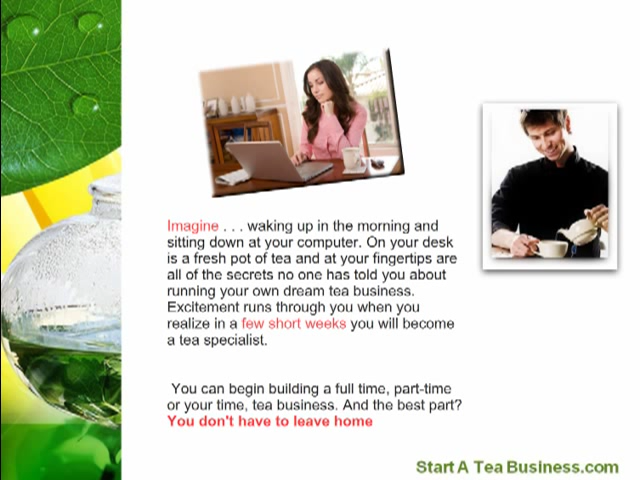 Imagine . . . waking up in the morning and
sitting down at your computer. On your desk
is a fresh pot of tea and at your fingertips are
all of the secrets no one has told you about
running your own dream tea business.
Excitement runs through you when you
realize in a few short weeks you will become
a tea specialist.
You can begin building a full time, part-time
or your time, tea business. And the best part?
You don't have to leave home
Start A Tea Business.com